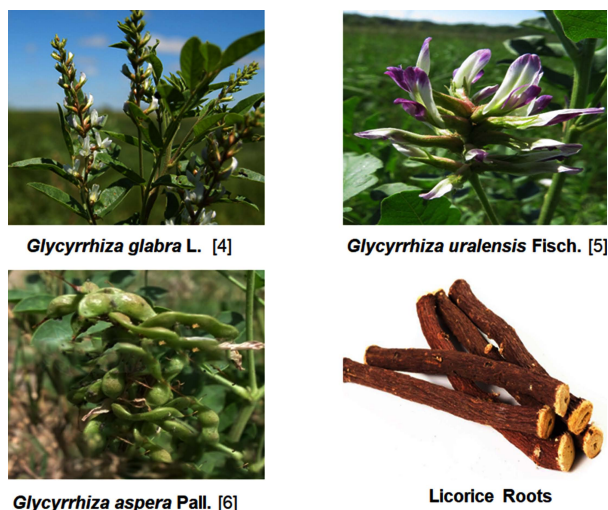 Glycyrrhiza glabra L. [4]
Glycyrrhiza uralensis Fisch. [5]
Glycyrrhiza aspera Pall. [6]
Licorice Roots